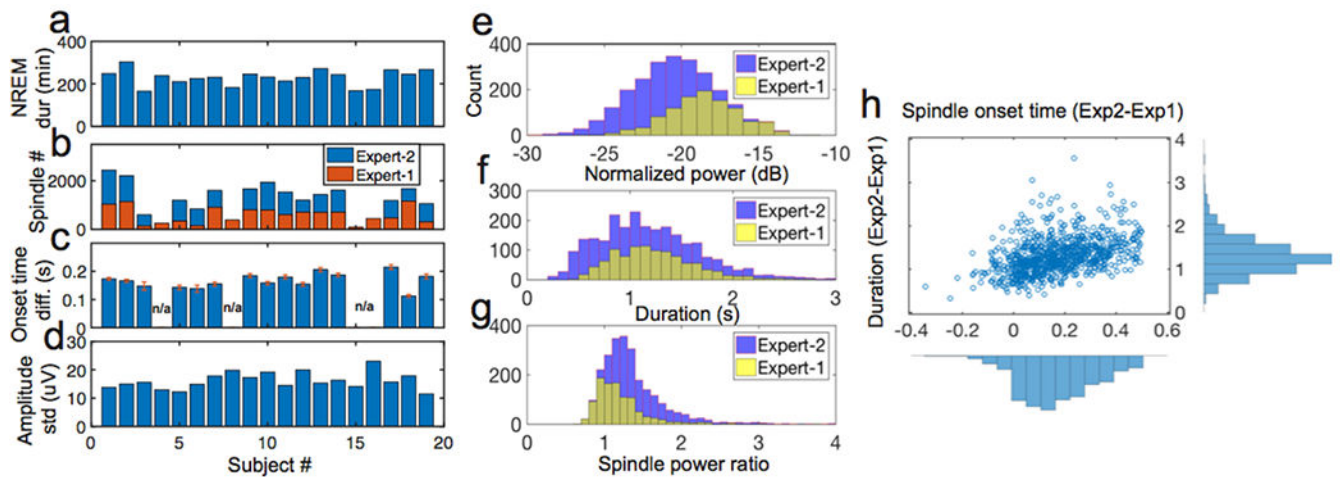 a
NREM
dur (min)
400
200
0
b
Spindle #
2000
0
Expert-2
Expert-1
c
Onset time
diff. (s)
0.2
0.1
0
n/a
n/a
n/a
d
Amplitude
std (uV)
30
20
10
0
0
5
10
15
20
Subject #
e
Count
400
200
0
Expert-2
Expert-1
-30
-25
-20
-15
-10
Normalized power (dB)
f
300
200
100
0
Expert-2
Expert-1
0
1
2
3
Duration (s)
g
400
200
0
Expert-2
Expert-1
0
1
2
3
4
Spindle power ratio
h
Spindle onset time (Exp2-Exp1)
Duration (Exp2-Exp1)
4
3
2
1
0
-0.4
-0.2
0
0.2
0.4
0.6